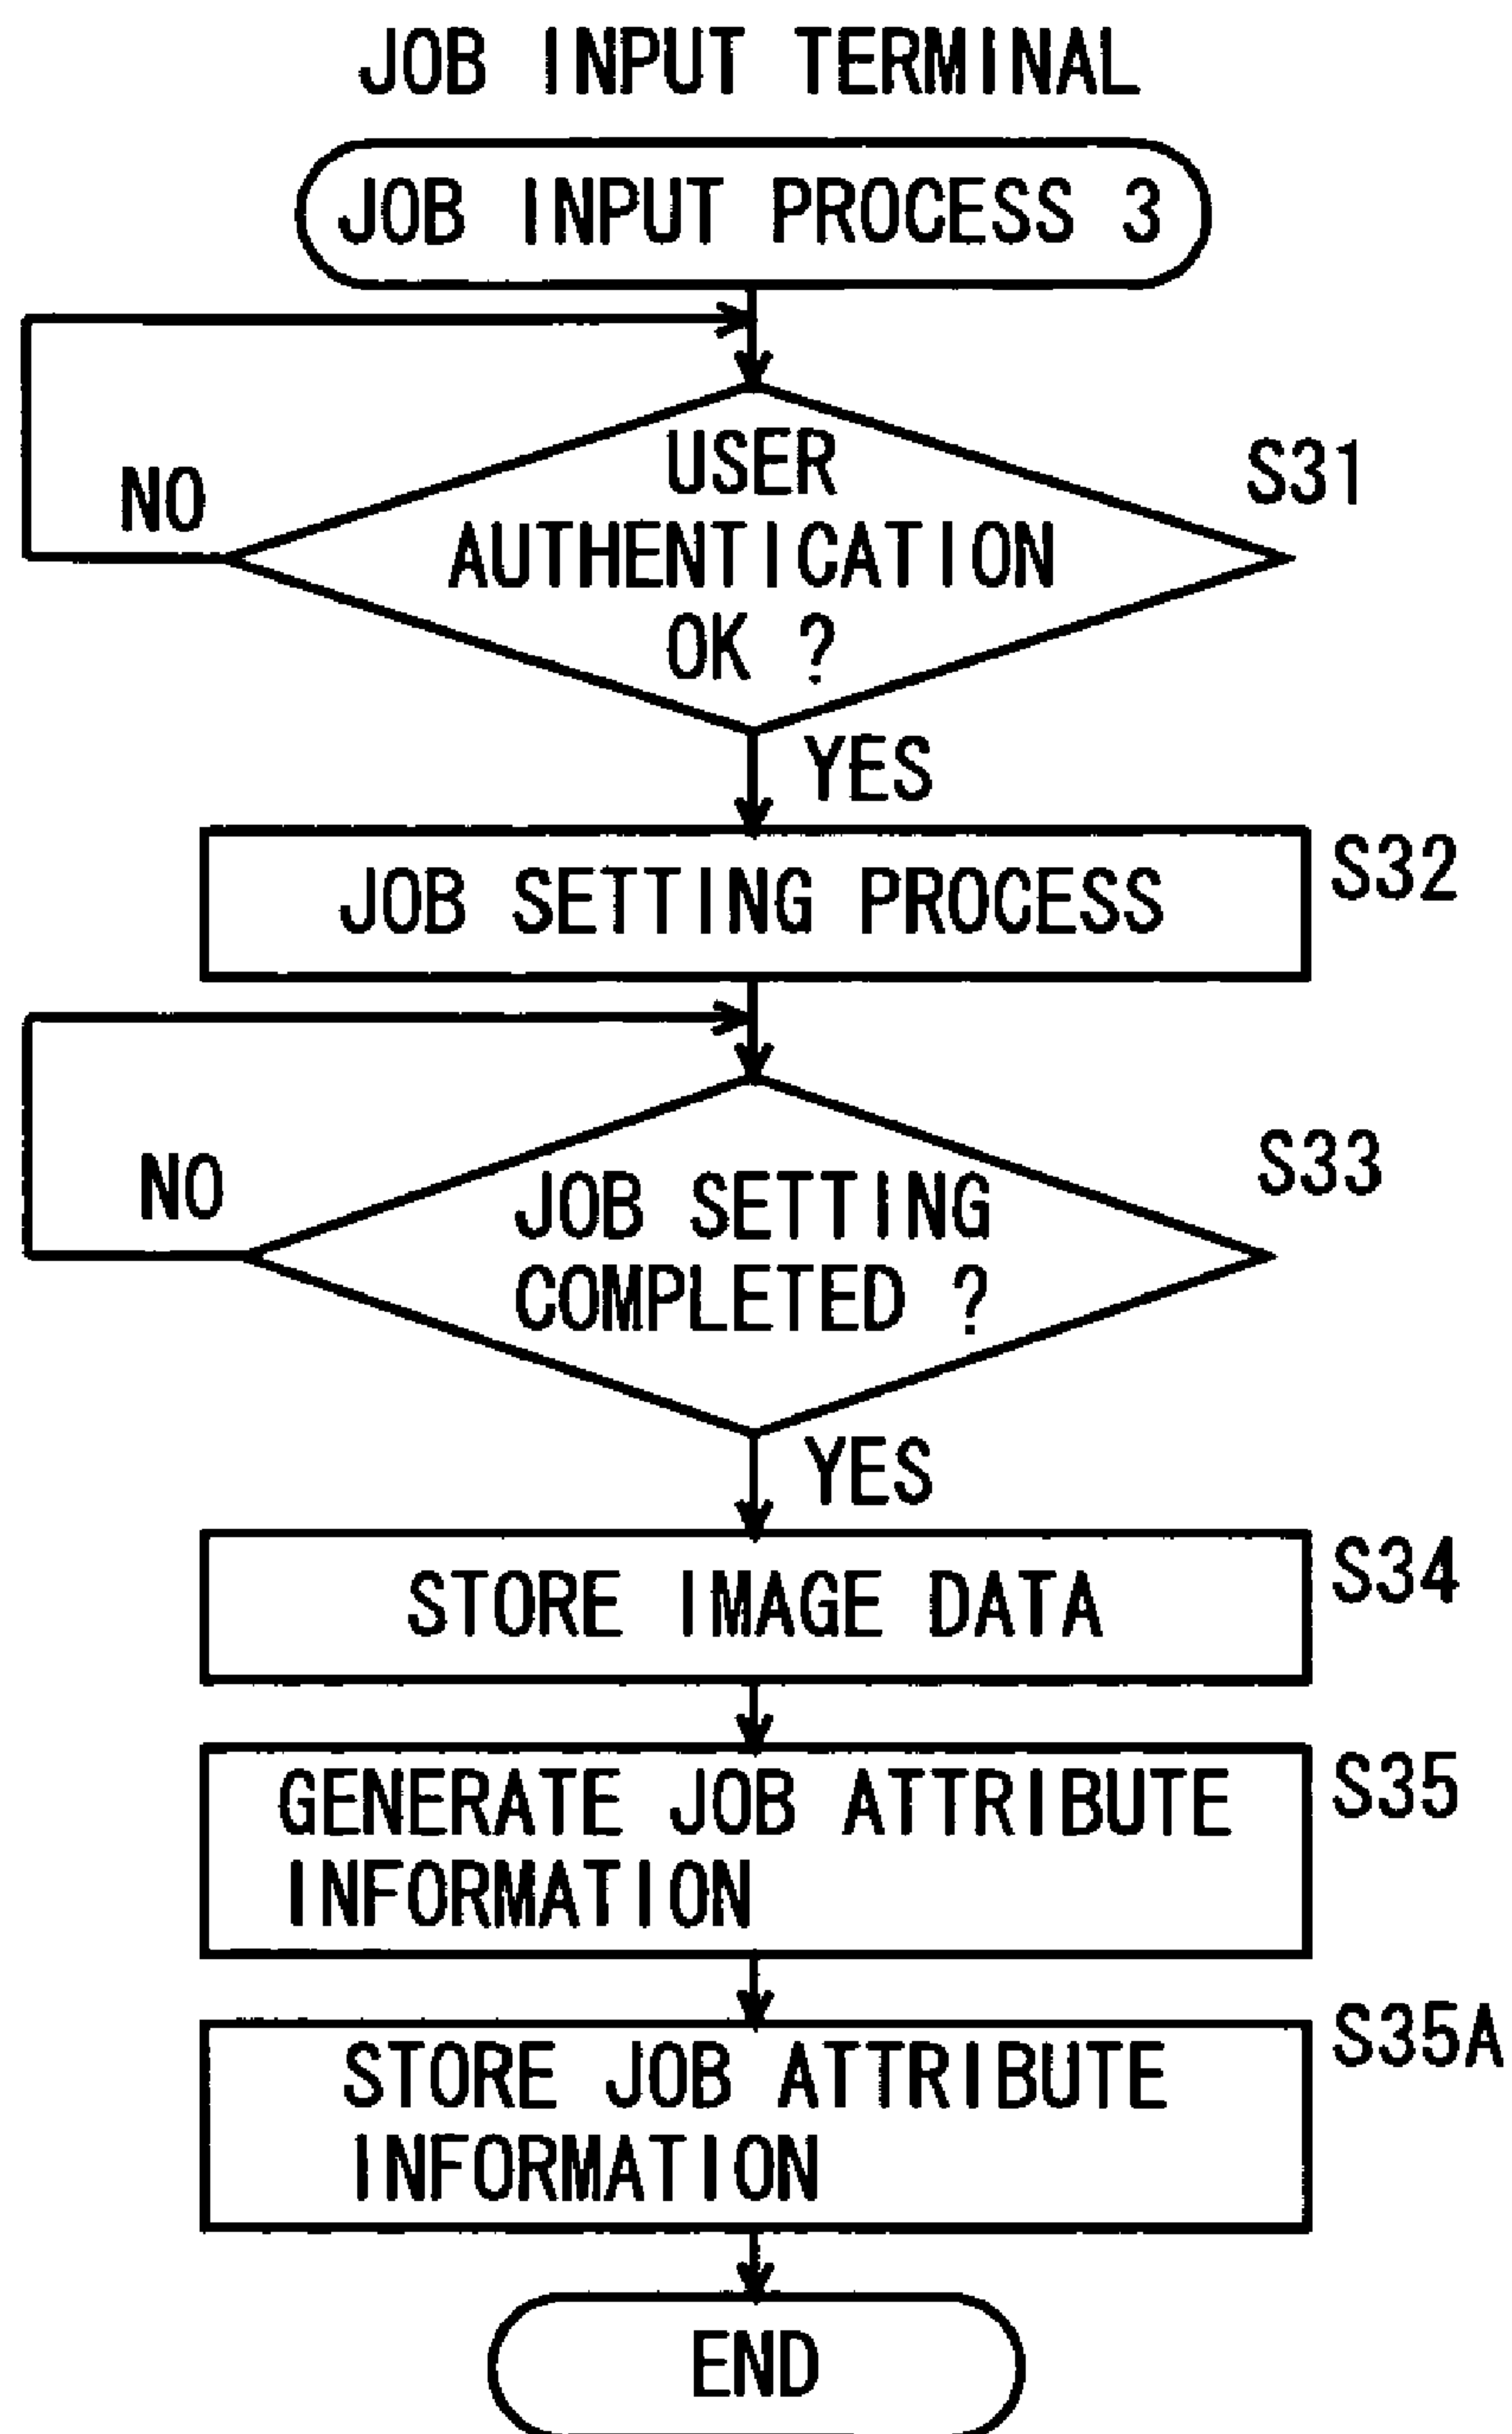 JOB INPUT TERMINAL
JOB INPUT PROCESS 3
USER
AUTHENTICATION
OK ?
S31
NO
YES
JOB SETTING PROCESS
S32
JOB SETTING
COMPLETED ?
S33
NO
YES
STORE IMAGE DATA
S34
GENERATE JOB ATTRIBUTE
INFORMATION
S35
STORE JOB ATTRIBUTE
INFORMATION
S35A
END